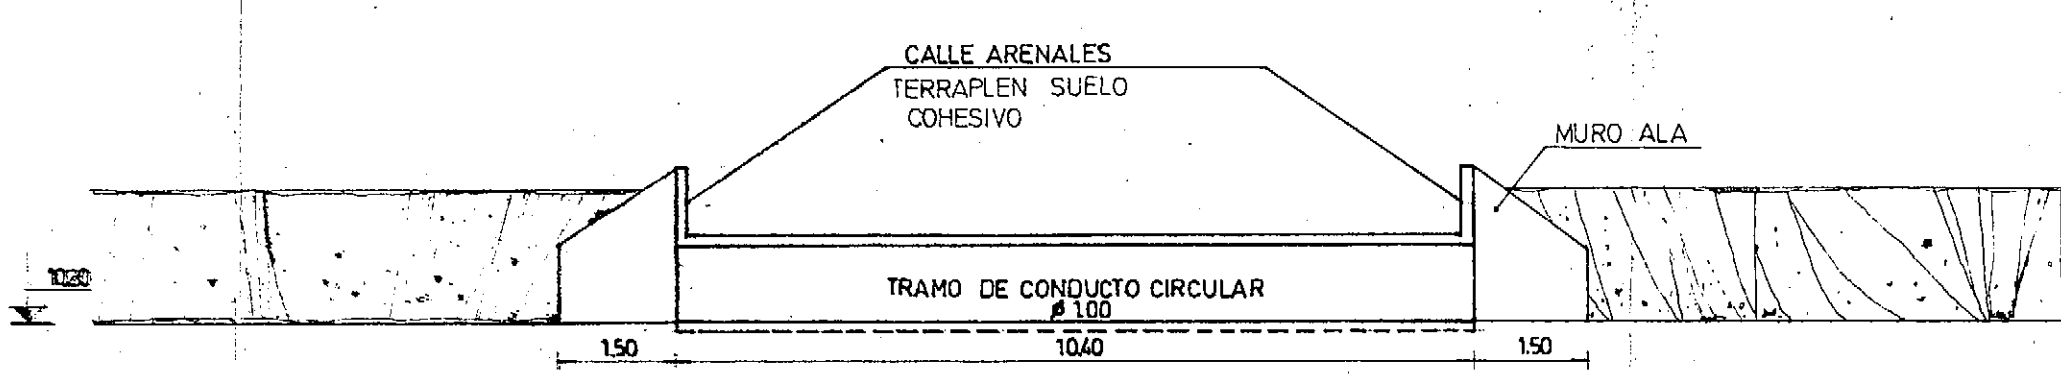 CALLE ARENALES
TERRAPLEN SUELO
COHESIVO
MURO ALA
TRAMO DE CONDUCTO CIRCULAR
Ø 1.00
1.50
10.40
1.50